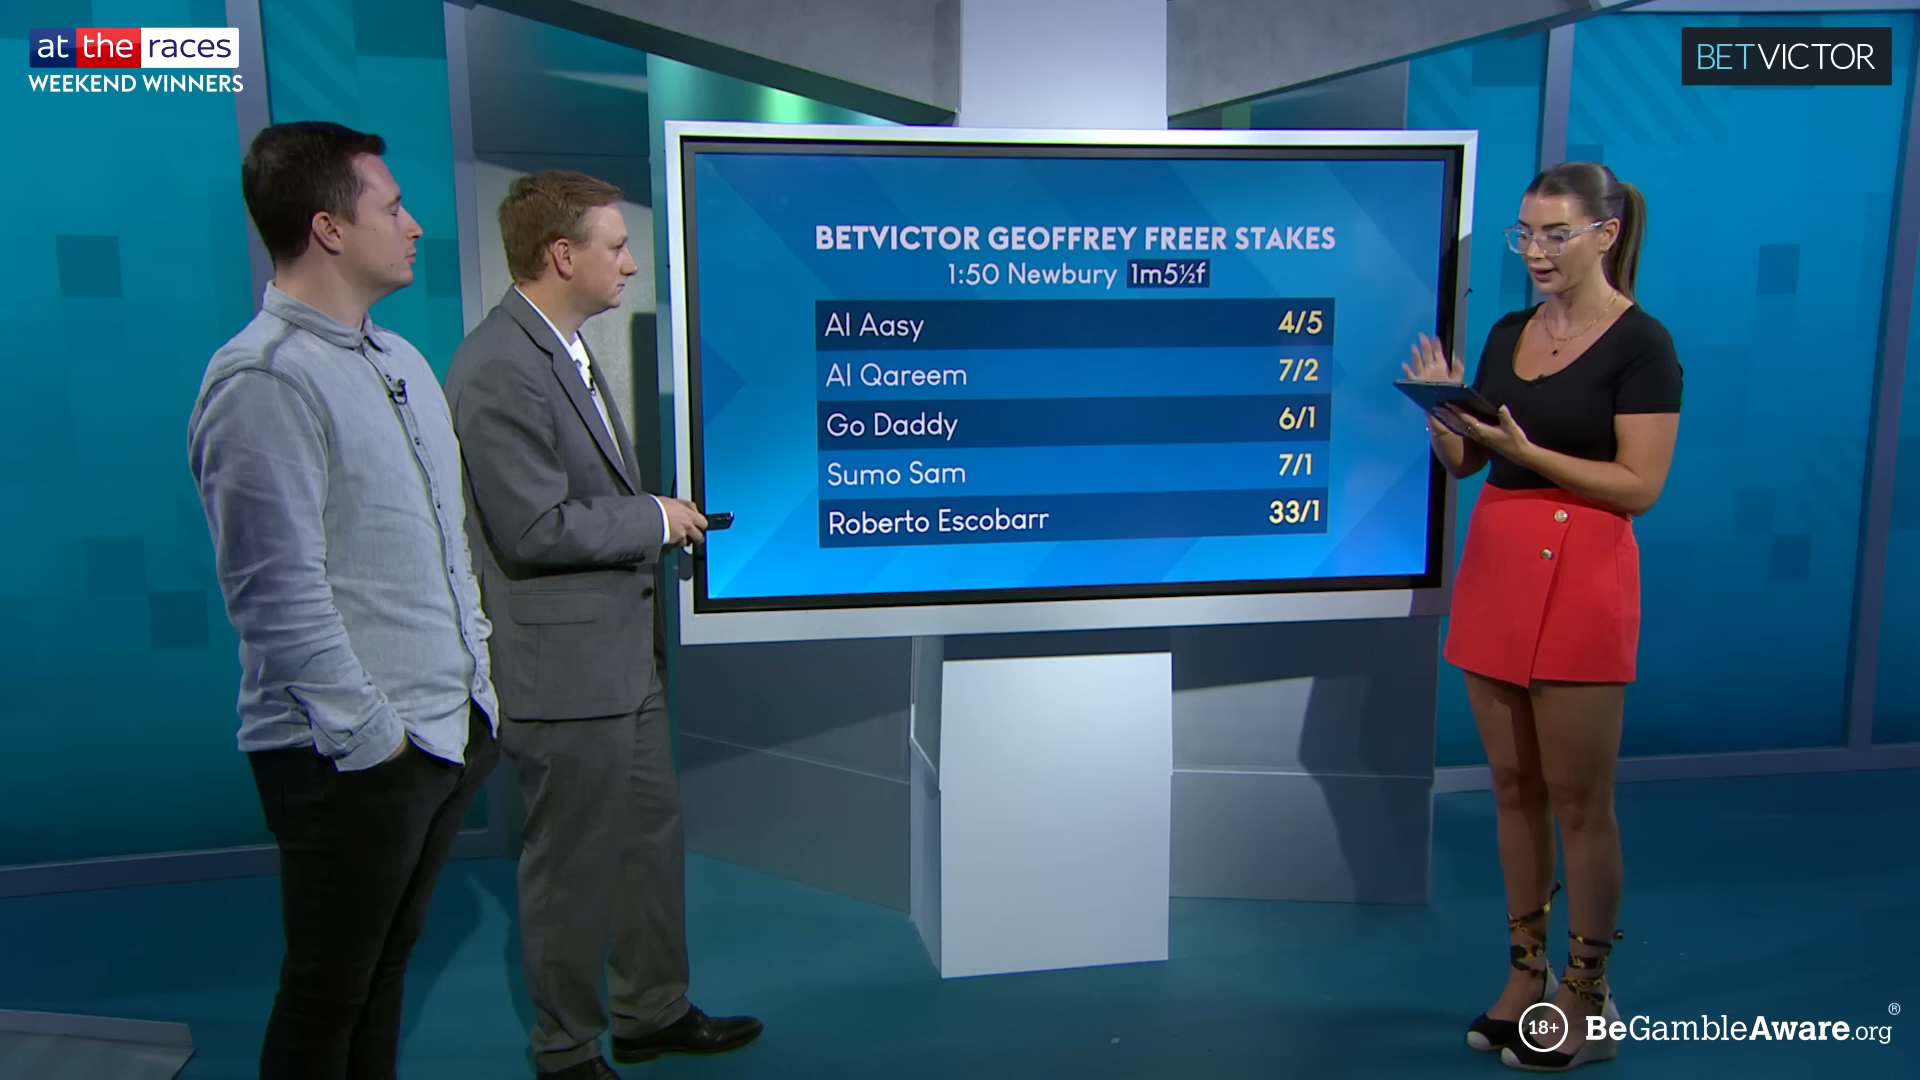 at the races
WEEKEND WINNERS
BETVICTOR
BETVICTOR GEOFFREY FREER STAKES
1:50 Newbury 1m5½f
Al Aasy 4/5
Al Qareem 7/2
Go Daddy 6/1
Sumo Sam 7/1
Roberto Escobarr 33/1
18+ BeGambleAware.org®